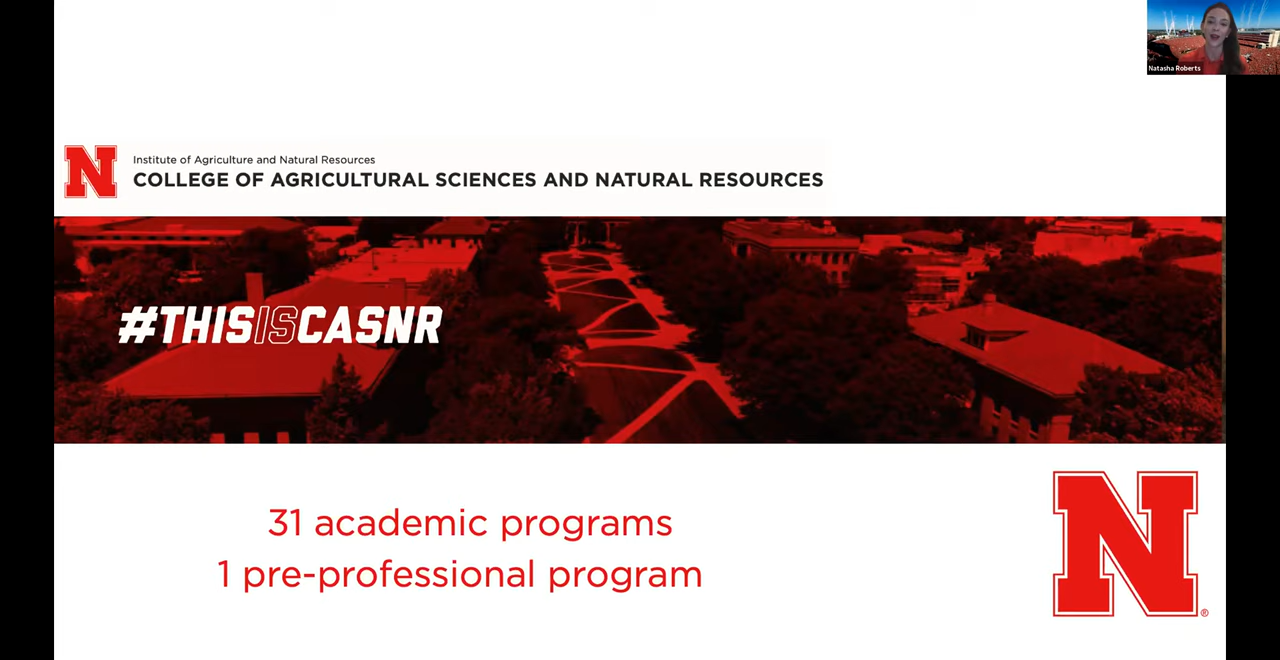 Natasha Roberts
N
Institute of Agriculture and Natural Resources
COLLEGE OF AGRICULTURAL SCIENCES AND NATURAL RESOURCES
#THISISCASNR
31 academic programs
1 pre-professional program
N®